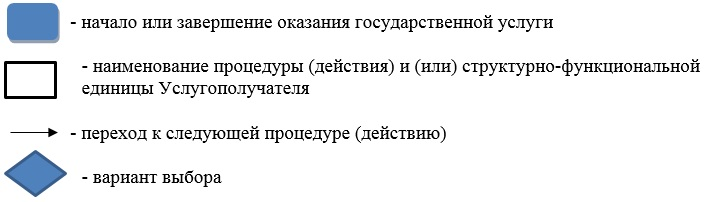 - начало или завершение оказания государственной услуги
- наименование процедуры (действия) и (или) структурно-функциональной
единицы Услугополучателя
- переход к следующей процедуре (действию)
- вариант выбора